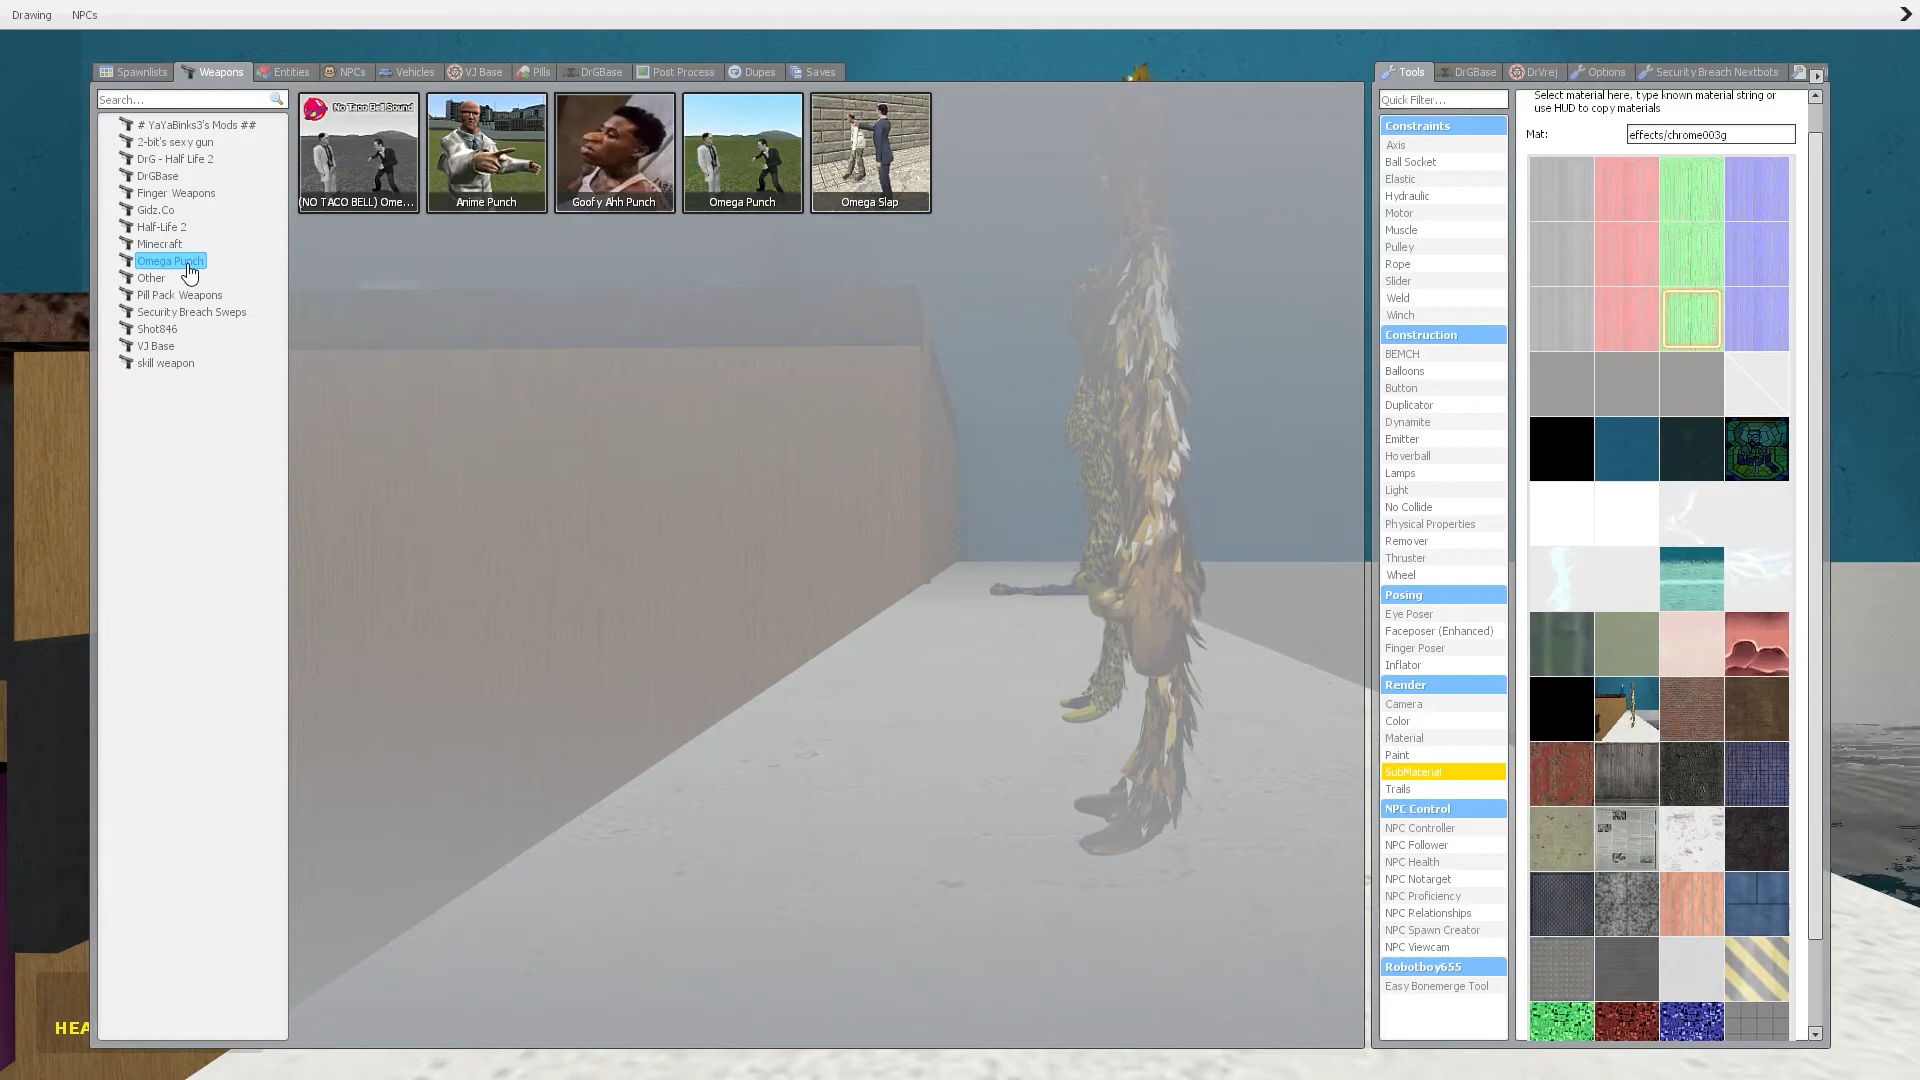 Drawing NPCs
Spawnlists Weapons Entities NPCs Vehicles VJ Base Pills DrGBase Post Process Dupes Saves
Search...
# YaYaBinks3's Mods ##
2-bit's sexy gun
DrG - Half Life 2
DrGBase
Finger Weapons
Gidz.Co
Half-Life 2
Minecraft
Omega Punch
Other
Pill Pack Weapons
Security Breach Sweps
Shot846
VJ Base
skill weapon
No Taco Bell Sound
(NO TACO BELL) Ome...
Anime Punch
Goofy Ahh Punch
Omega Punch
Omega Slap
HEA
Tools DrGBase DrVrej Options Security Breach Nextbots
Quick Filter...
Constraints
Axis
Ball Socket
Elastic
Hydraulic
Motor
Muscle
Pulley
Rope
Slider
Weld
Winch
Construction
BEMCH
Balloons
Button
Duplicator
Dynamite
Emitter
Hoverball
Lamps
Light
No Collide
Physical Properties
Remover
Thruster
Wheel
Posing
Eye Poser
Faceposer (Enhanced)
Finger Poser
Inflator
Render
Camera
Color
Material
Paint
SubMaterial
Trails
NPC Control
NPC Controller
NPC Follower
NPC Health
NPC Notarget
NPC Proficiency
NPC Relationships
NPC Spawn Creator
NPC Viewcam
Robotboy655
Easy Bonemerge Tool
Select material here, type known material string or
use HUD to copy materials
Mat: effects/chrome003g